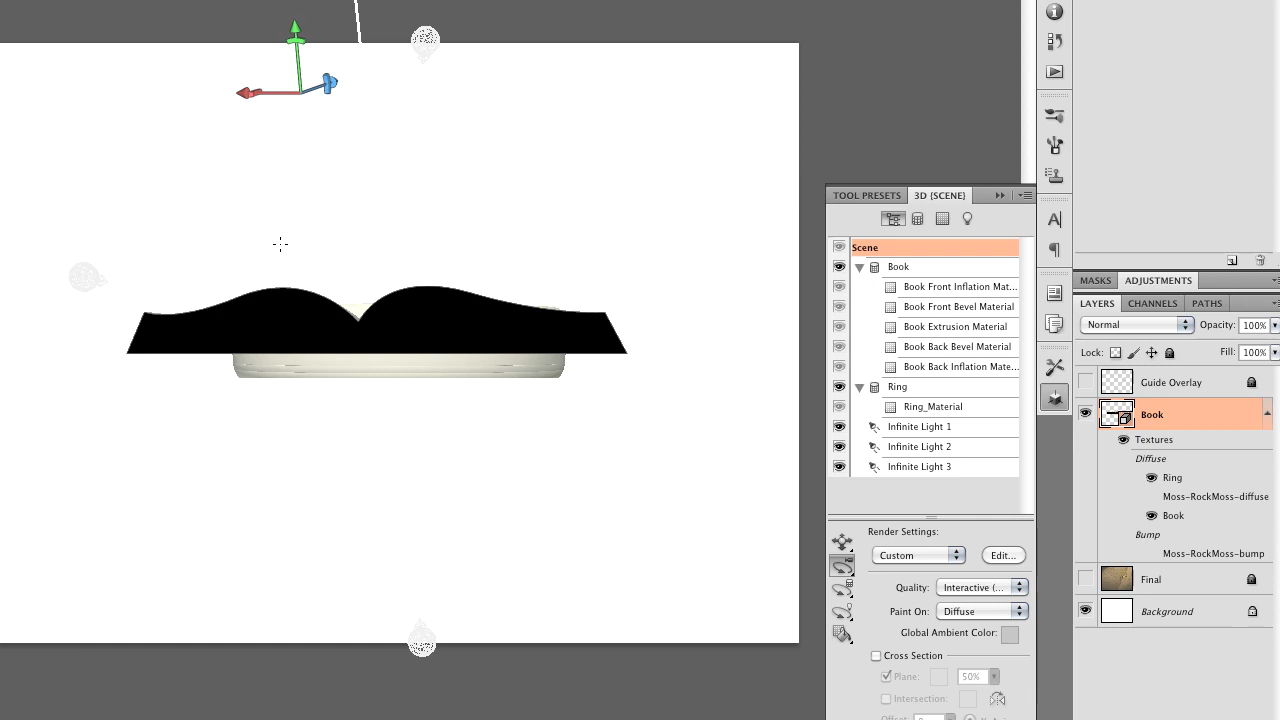 TOOL PRESETS
3D {SCENE}
Scene
Book
Book Front Inflation Mat...
Book Front Bevel Material
Book Extrusion Material
Book Back Bevel Material
Book Back Inflation Mate...
Ring
Ring_Material
Infinite Light 1
Infinite Light 2
Infinite Light 3
Render Settings:
Custom
Edit...
Quality: Interactive (...
Paint On: Diffuse
Global Ambient Color:
Cross Section
Plane: 50%
Intersection:
MASKS
ADJUSTMENTS
LAYERS
CHANNELS
PATHS
Normal
Opacity: 100%
Lock:
Fill: 100%
Guide Overlay
Book
Textures
Diffuse
Ring
Moss-RockMoss-diffuse
Book
Bump
Moss-RockMoss-bump
Final
Background